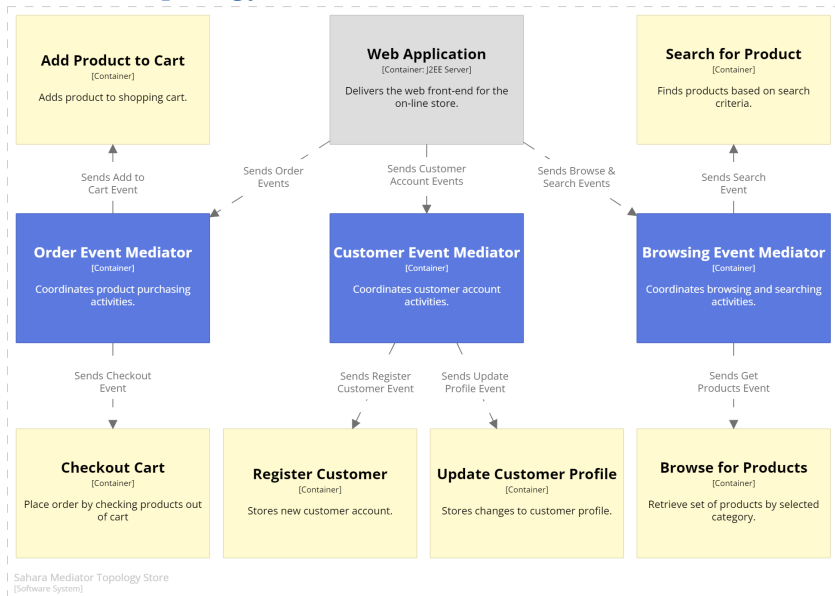 Add Product to Cart
[Container]
Adds product to shopping cart.
Web Application
[Container: J2EE Server]
Delivers the web front-end for the
on-line store.
Search for Product
[Container]
Finds products based on search
criteria.
Sends Add to
Cart Event
Sends Order
Events
Sends Customer
Account Events
Sends Browse &
Search Events
Sends Search
Event
Order Event Mediator
[Container]
Coordinates product purchasing
activities.
Customer Event Mediator
[Container]
Coordinates customer account
activities.
Browsing Event Mediator
[Container]
Coordinates browsing and searching
activities.
Sends Checkout
Event
Sends Register
Customer Event
Sends Update
Profile Event
Sends Get
Products Event
Checkout Cart
[Container]
Place order by checking products out
of cart
Register Customer
[Container]
Stores new customer account.
Update Customer Profile
[Container]
Stores changes to customer profile.
Browse for Products
[Container]
Retrieve set of products by selected
category.
Sahara Mediator Topology Store
[Software System]